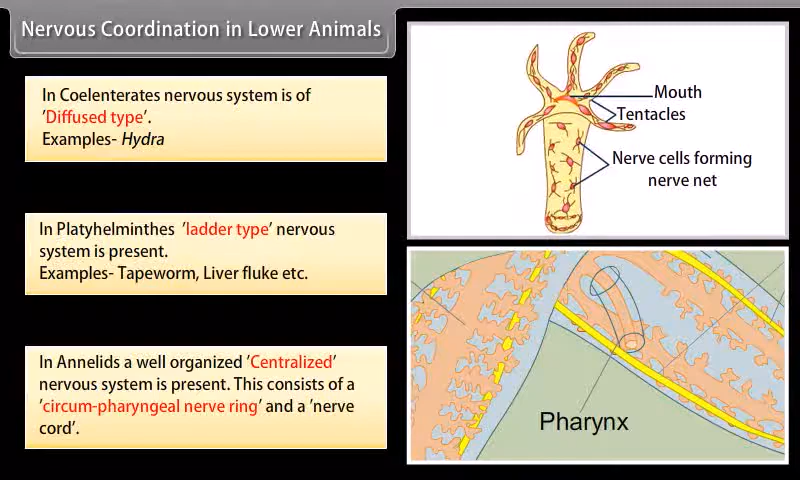 Nervous Coordination in Lower Animals
In Coelenterates nervous system is of
'Diffused type'.
Examples- Hydra
In Platyhelminthes 'ladder type' nervous
system is present.
Examples- Tapeworm, Liver fluke etc.
In Annelids a well organized 'Centralized'
nervous system is present. This consists of a
'circum-pharyngeal nerve ring' and a 'nerve
cord'.
Mouth
Tentacles
Nerve cells forming
nerve net
Pharynx